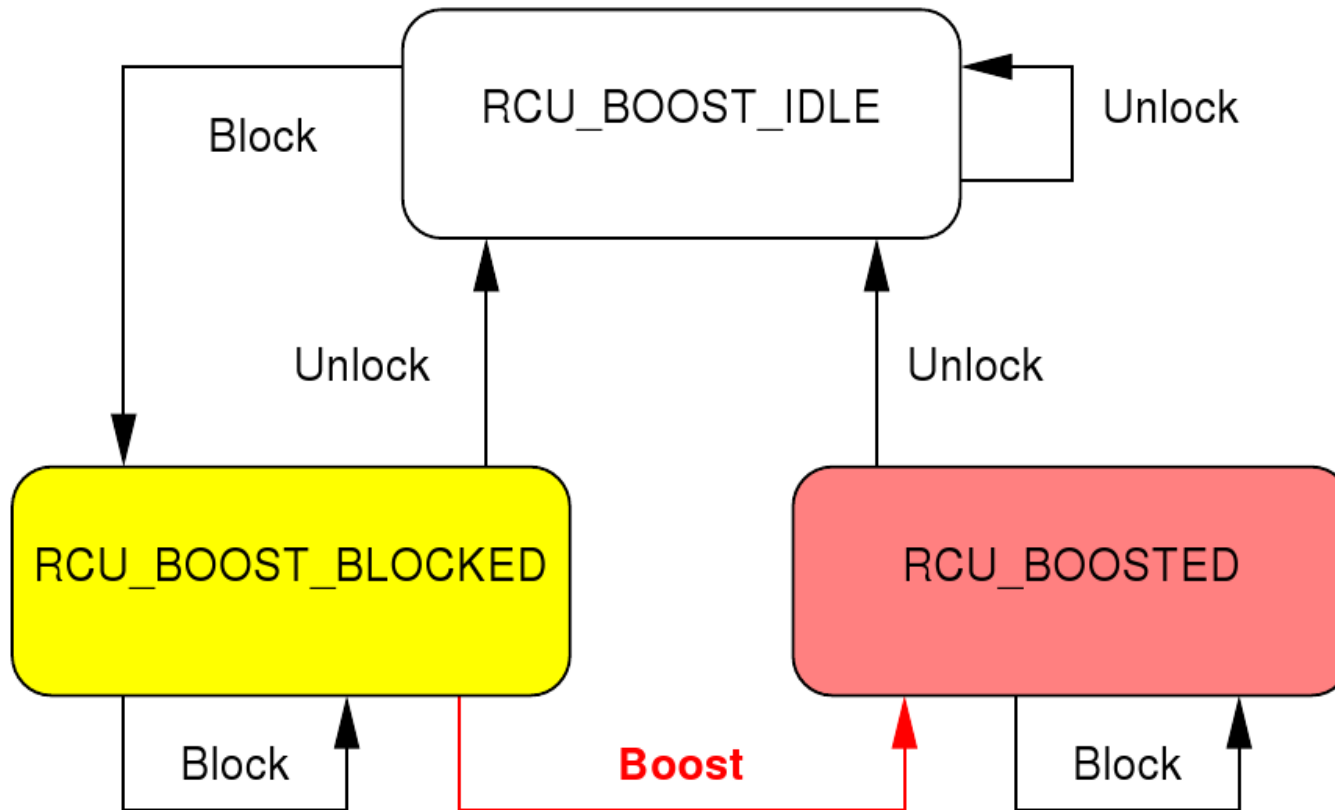 RCU_BOOST_IDLE
Unlock
Block
Unlock
Unlock
RCU_BOOST_BLOCKED
RCU_BOOSTED
Block
Boost
Block